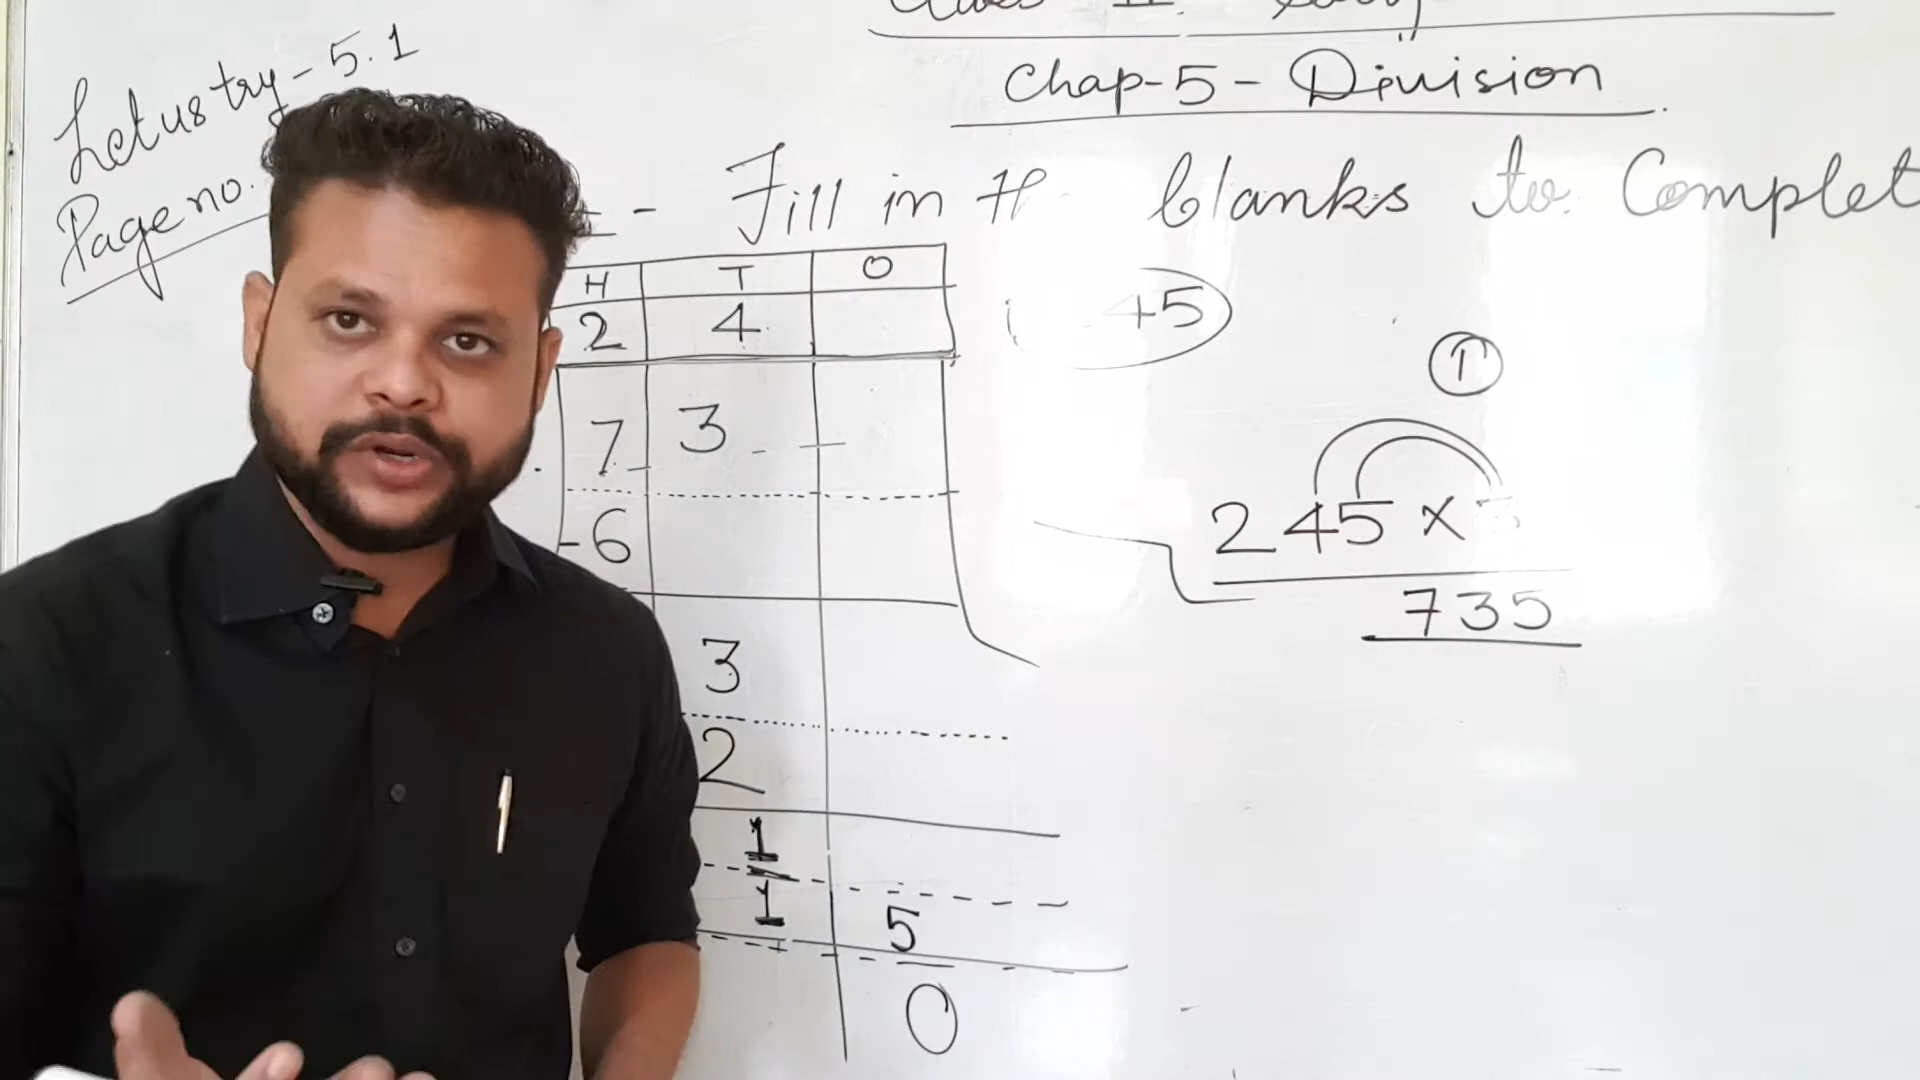 Let us try - 5.1
Page no.
Chap-5 - Division
Fill in th blanks to Complet
H T O
2 4
7 3
-6
3
2
1
1 5
0
45
1
245 × 3
735